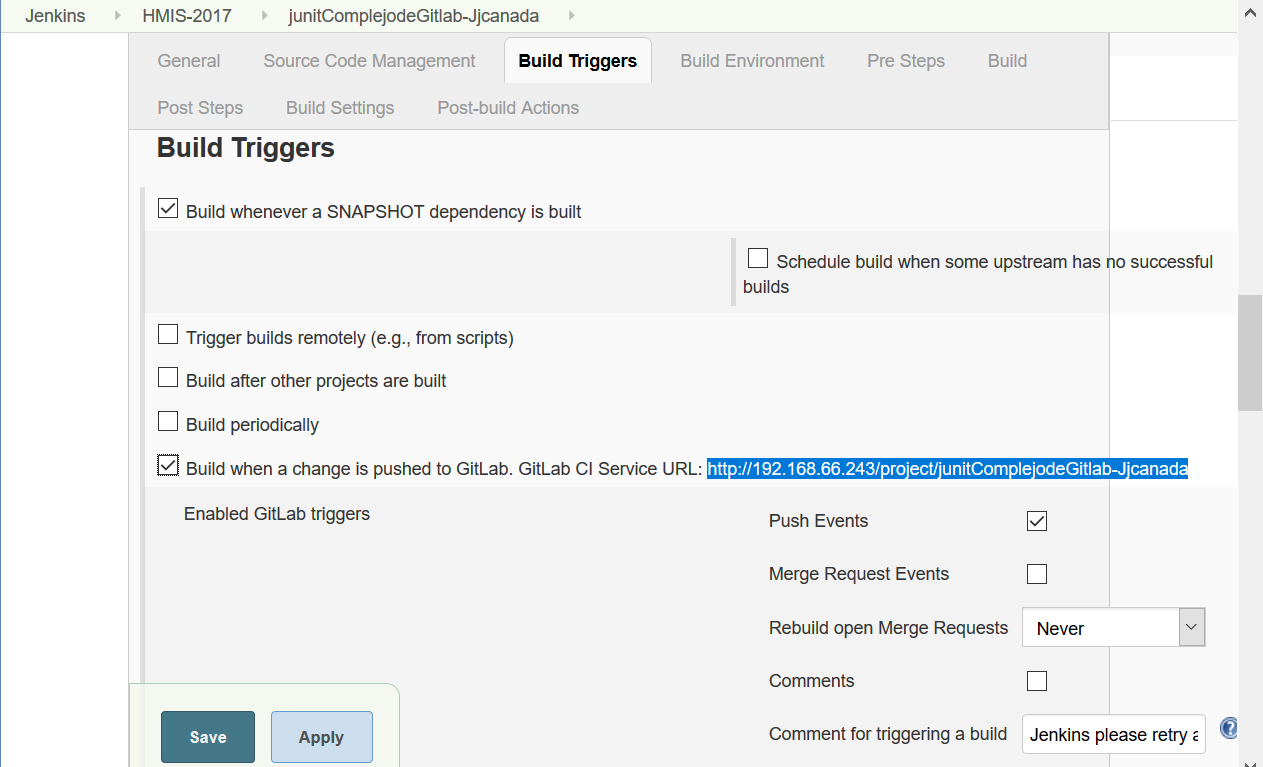 Jenkins HMIS-2017 junitComplejodeGitlab-Jjcanada
General Source Code Management Build Triggers Build Environment Pre Steps Build
Post Steps Build Settings Post-build Actions
Build Triggers
Build whenever a SNAPSHOT dependency is built
Schedule build when some upstream has no successful
builds
Trigger builds remotely (e.g., from scripts)
Build after other projects are built
Build periodically
Build when a change is pushed to GitLab. GitLab CI Service URL: http://192.168.66.243/project/junitComplejodeGitlab-Jjcanada
Enabled GitLab triggers
Push Events
Merge Request Events
Rebuild open Merge Requests Never
Comments
Comment for triggering a build Jenkins please retry a
?
Save Apply